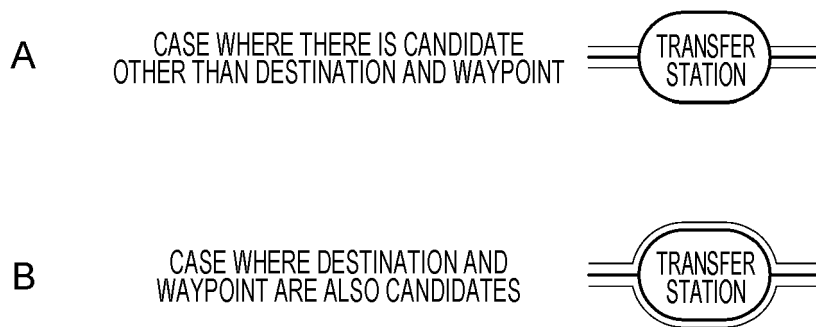 A
CASE WHERE THERE IS CANDIDATE
OTHER THAN DESTINATION AND WAYPOINT
TRANSFER
STATION
B
CASE WHERE DESTINATION AND
WAYPOINT ARE ALSO CANDIDATES
TRANSFER
STATION